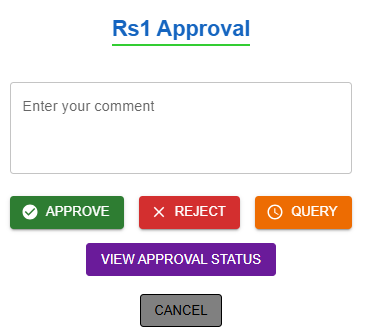 Rs1 Approval
Enter your comment
APPROVE REJECT QUERY
VIEW APPROVAL STATUS
CANCEL